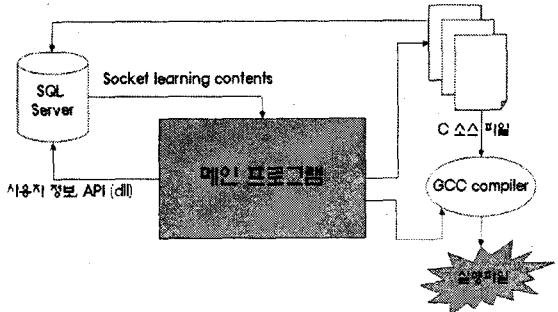 SQL
Server
Socket learning contents
메인 프로그램
사용자 정보, API (dll)
C 소스 파일
GCC compiler
실행파일